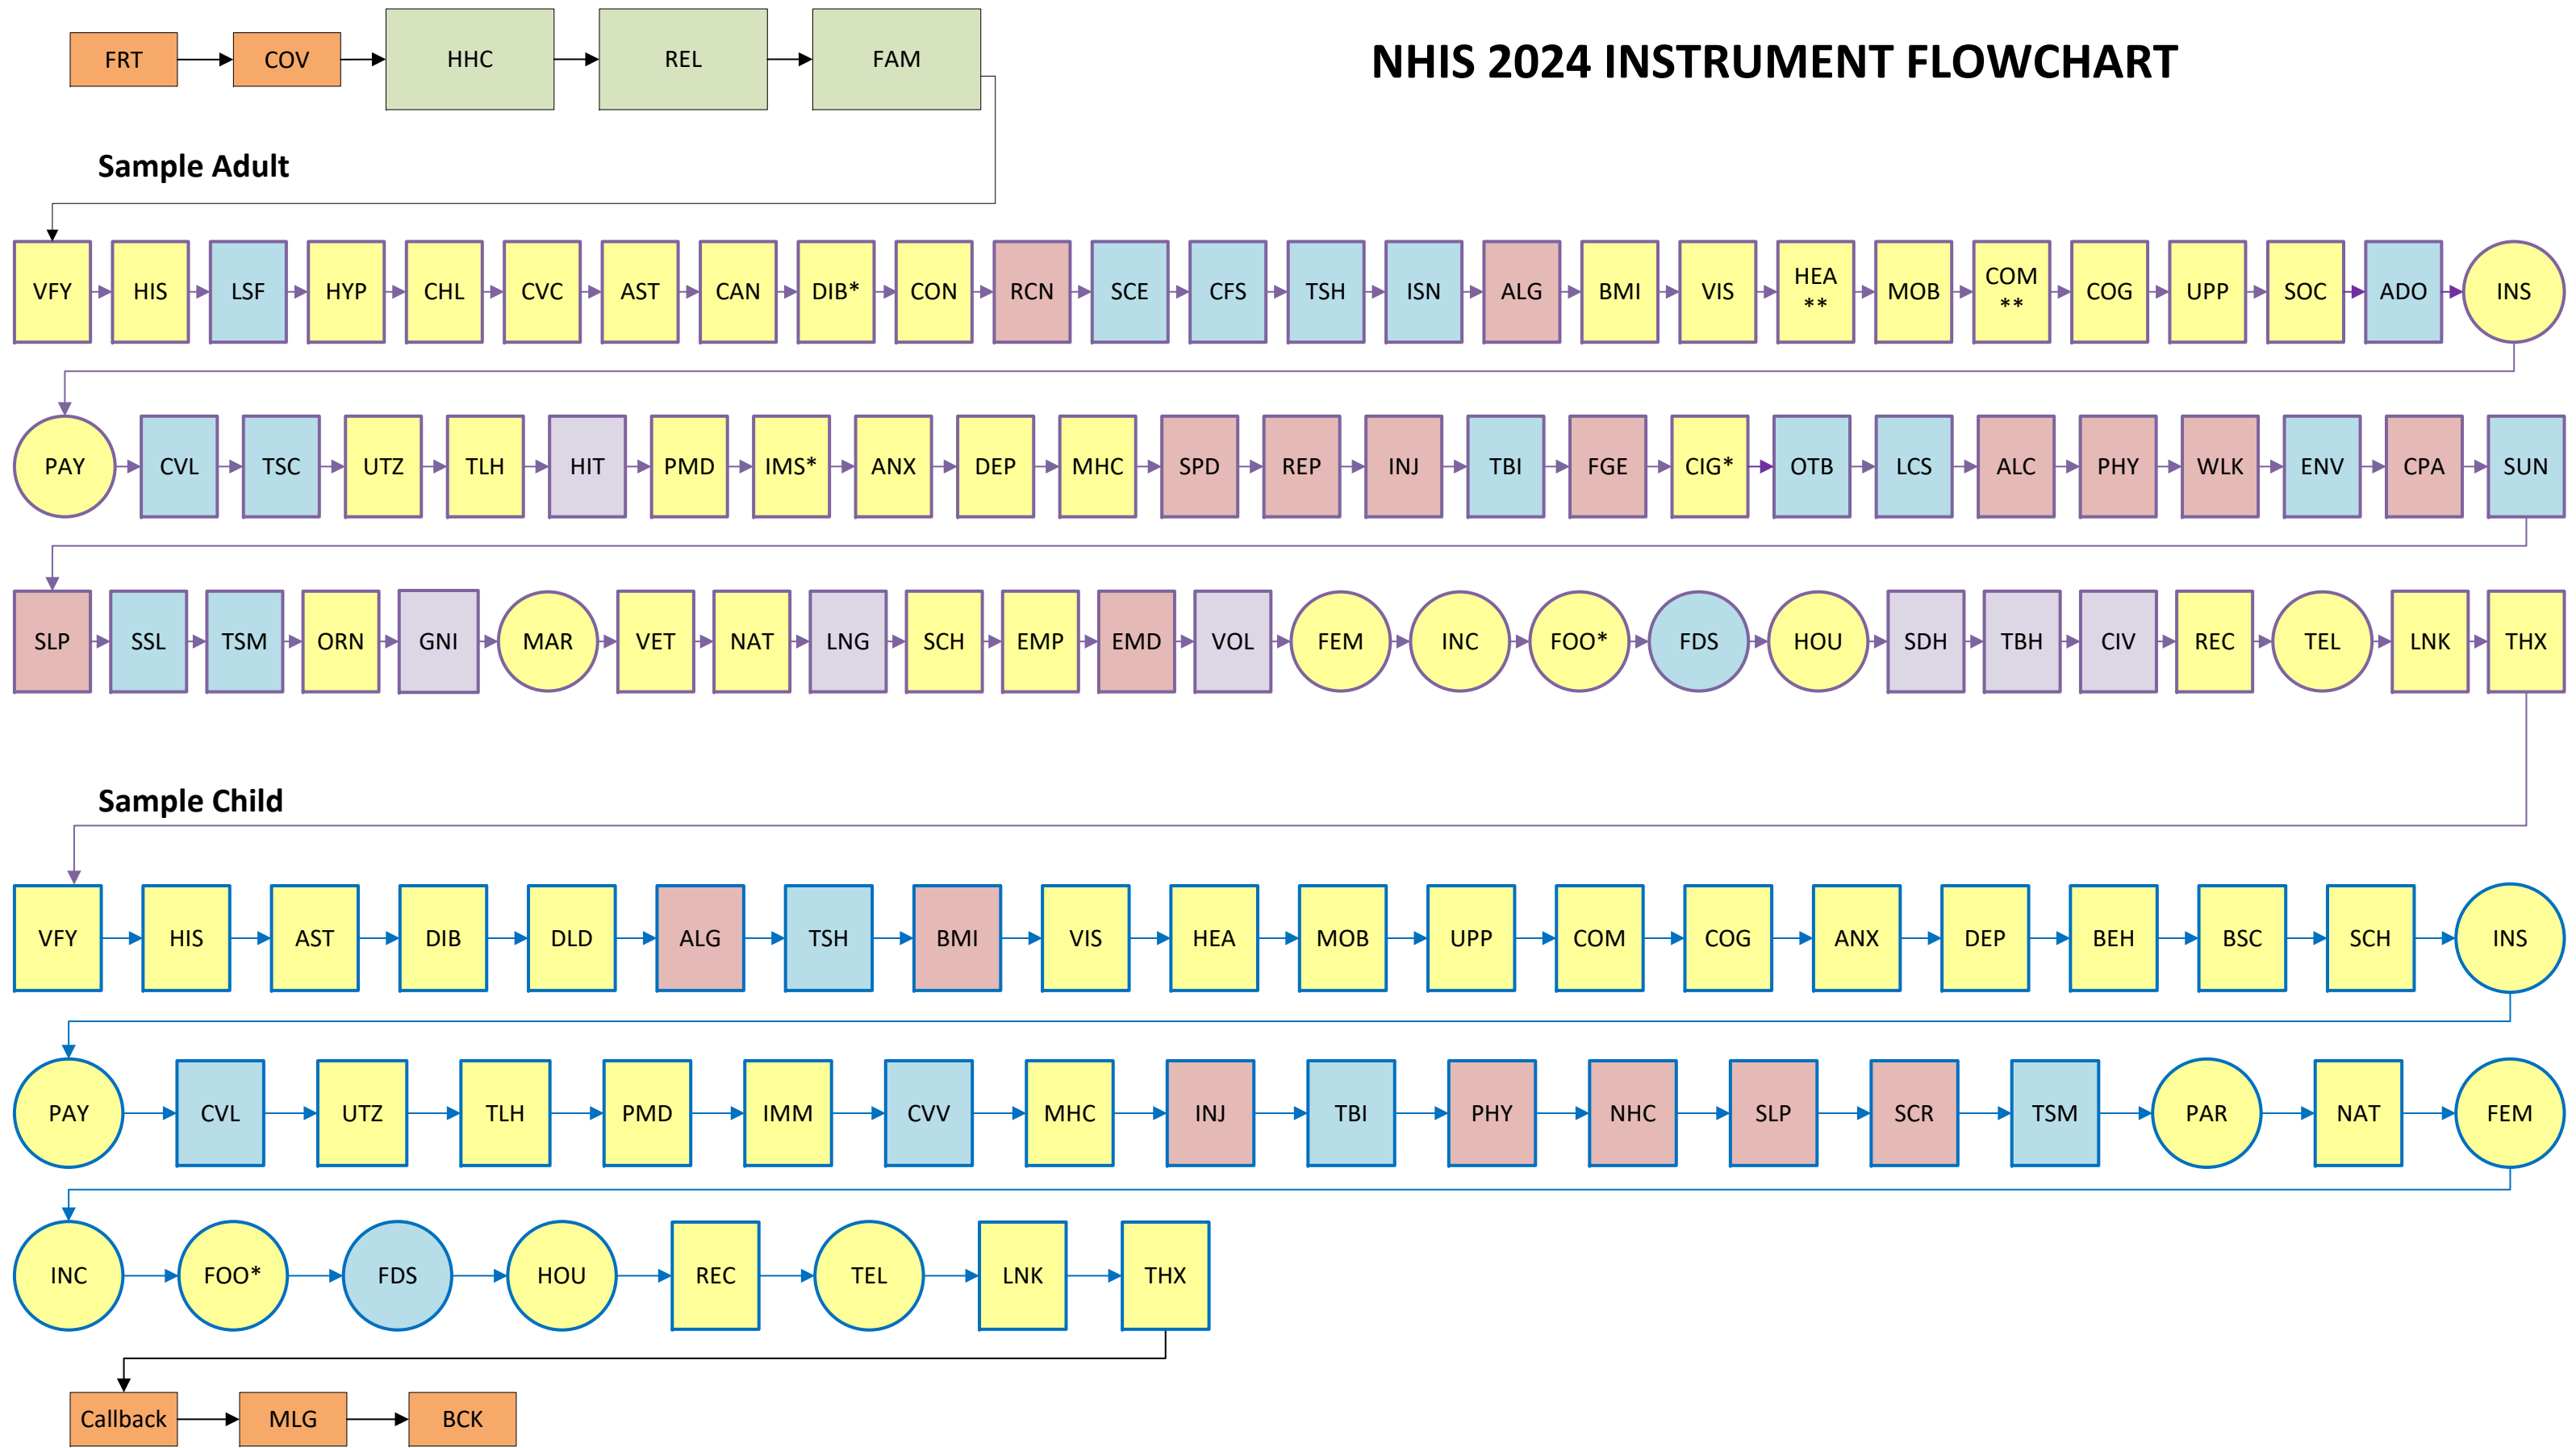 FRT COV HHC REL FAM
NHIS 2024 INSTRUMENT FLOWCHART
Sample Adult
VFY HIS LSF HYP CHL CVC AST CAN DIB* CON RCN SCE CFS TSH ISN ALG BMI VIS HEA ** MOB COM ** COG UPP SOC ADO INS
PAY CVL TSC UTZ TLH HIT PMD IMS* ANX DEP MHC SPD REP INJ TBI FGE CIG* OTB LCS ALC PHY WLK ENV CPA SUN
SLP SSL TSM ORN GNI MAR VET NAT LNG SCH EMP EMD VOL FEM INC FOO* FDS HOU SDH TBH CIV REC TEL LNK THX
Sample Child
VFY HIS AST DIB DLD ALG TSH BMI VIS HEA MOB UPP COM COG ANX DEP BEH BSC SCH INS
PAY CVL UTZ TLH PMD IMM CVV MHC INJ TBI PHY NHC SLP SCR TSM PAR NAT FEM
INC FOO* FDS HOU REC TEL LNK THX
Callback MLG BCK